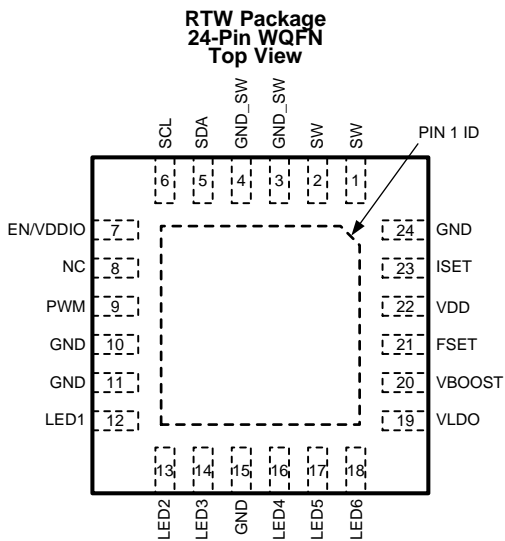 RTW Package
24-Pin WQFN
Top View
SCL
SDA
GND_SW
GND_SW
SW
SW
PIN 1 ID
6
5
4
3
2
1
EN/VDDIO 7
24 GND
NC 8
23 ISET
PWM 9
22 VDD
GND 10
21 FSET
GND 11
20 VBOOST
LED1 12
19 VLDO
13
14
15
16
17
18
LED2
LED3
GND
LED4
LED5
LED6